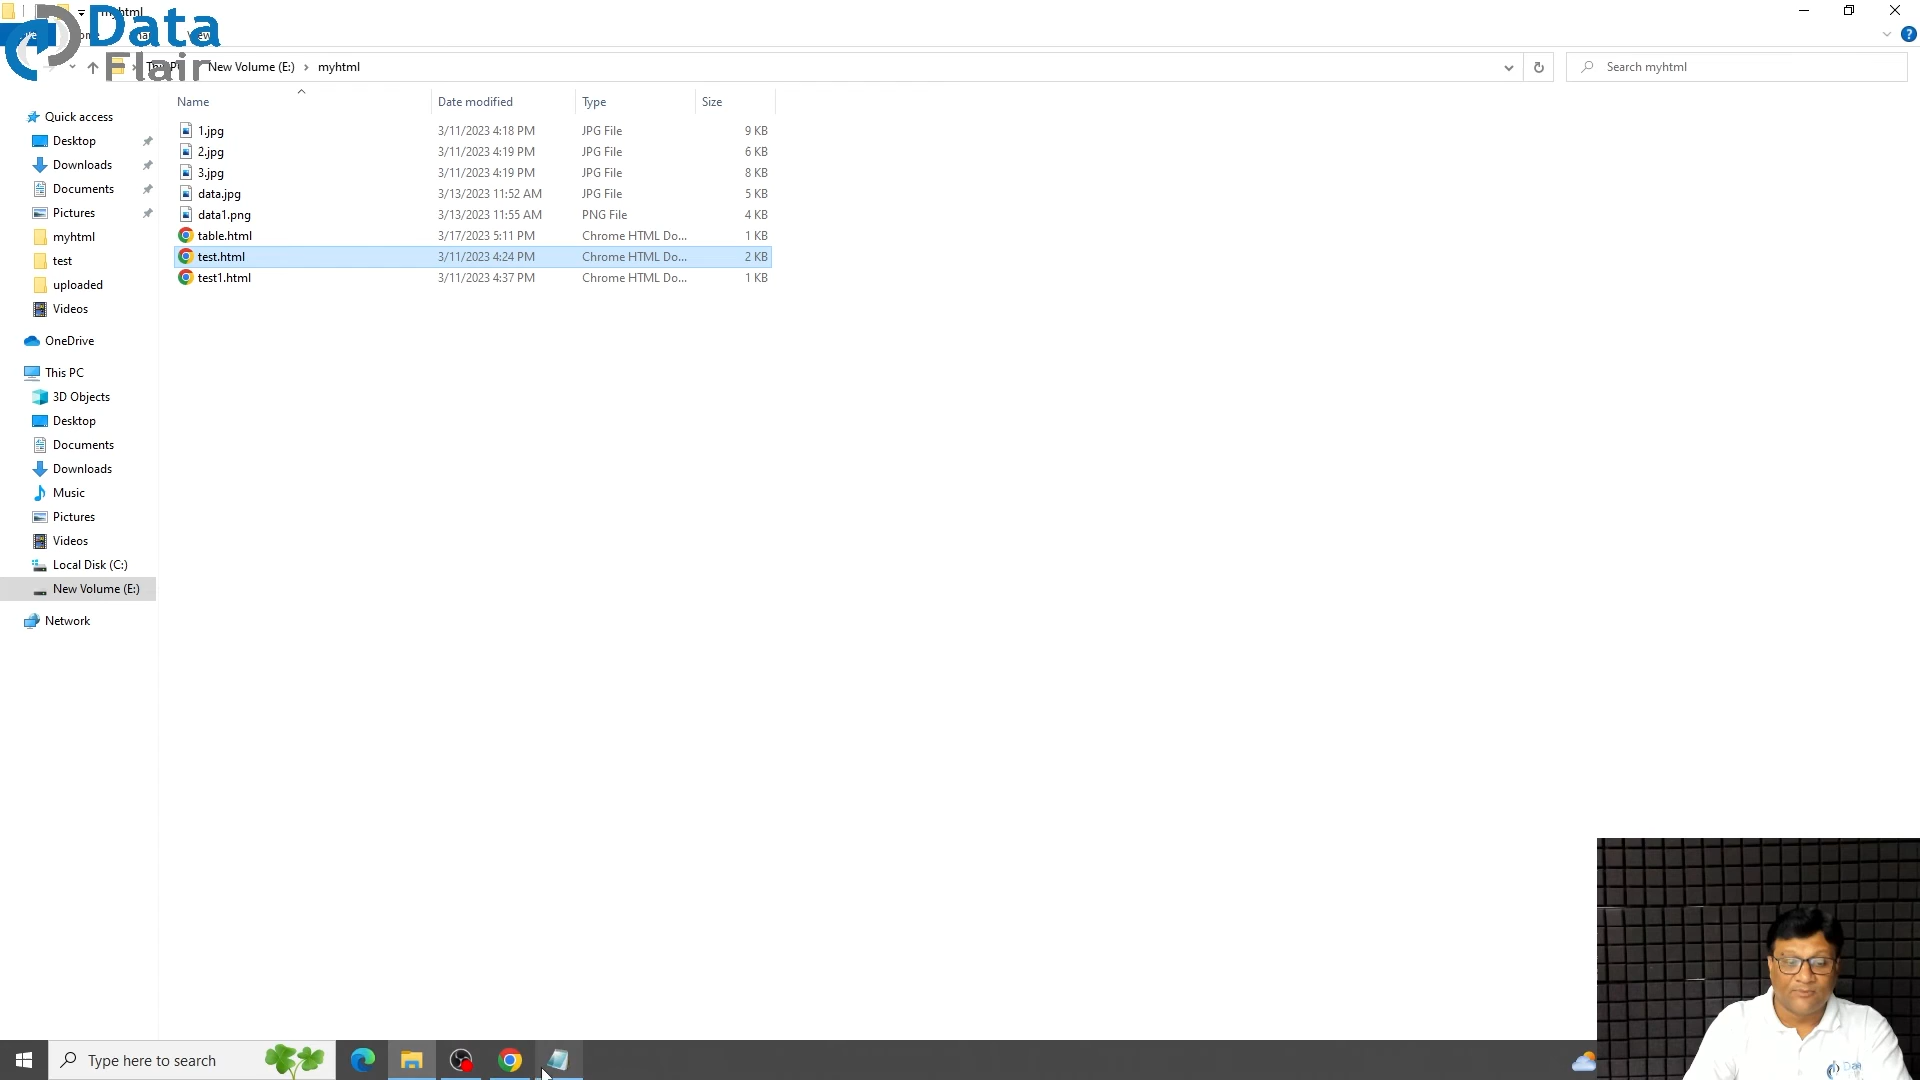 myhtml
Data
Flair
New Volume (E:) › myhtml
Search myhtml
Name
Date modified
Type
Size
1.jpg 3/11/2023 4:18 PM JPG File 9 KB
2.jpg 3/11/2023 4:19 PM JPG File 6 KB
3.jpg 3/11/2023 4:19 PM JPG File 8 KB
data.jpg 3/13/2023 11:52 AM JPG File 5 KB
data1.png 3/13/2023 11:55 AM PNG File 4 KB
table.html 3/17/2023 5:11 PM Chrome HTML Do... 1 KB
test.html 3/11/2023 4:24 PM Chrome HTML Do... 2 KB
test1.html 3/11/2023 4:37 PM Chrome HTML Do... 1 KB
Quick access
Desktop
Downloads
Documents
Pictures
myhtml
test
uploaded
Videos
OneDrive
This PC
3D Objects
Desktop
Documents
Downloads
Music
Pictures
Videos
Local Disk (C:)
New Volume (E:)
Network
Type here to search